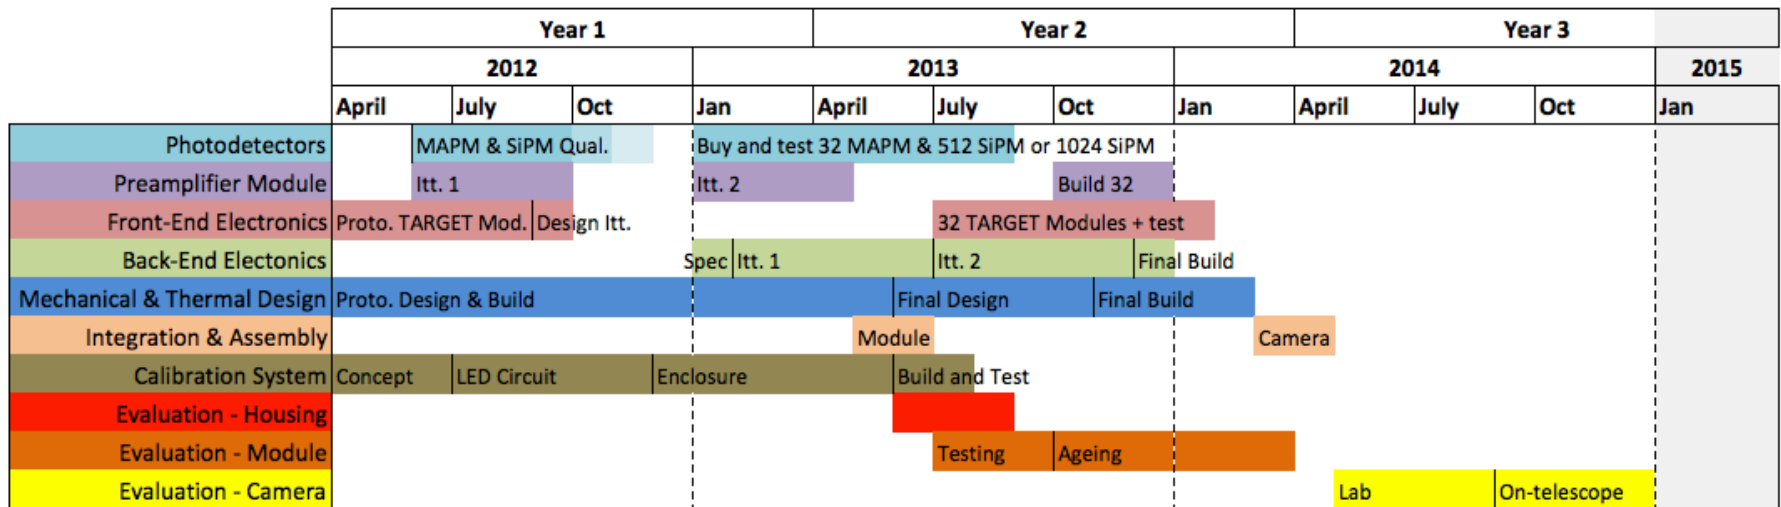 Year 1 Year 2 Year 3
2012 2013 2014 2015
April July Oct Jan April July Oct Jan April July Oct Jan
Photodetectors MAPM & SiPM Qual. Buy and test 32 MAPM & 512 SiPM or 1024 SiPM
Preamplifier Module Itt. 1 Itt. 2 Build 32
Front-End Electronics Proto. TARGET Mod. Design Itt. 32 TARGET Modules + test
Back-End Electonics Spec Itt. 1 Itt. 2 Final Build
Mechanical & Thermal Design Proto. Design & Build Final Design Final Build
Integration & Assembly Module Camera
Calibration System Concept LED Circuit Enclosure Build and Test
Evaluation - Housing
Evaluation - Module Testing Ageing
Evaluation - Camera Lab On-telescope